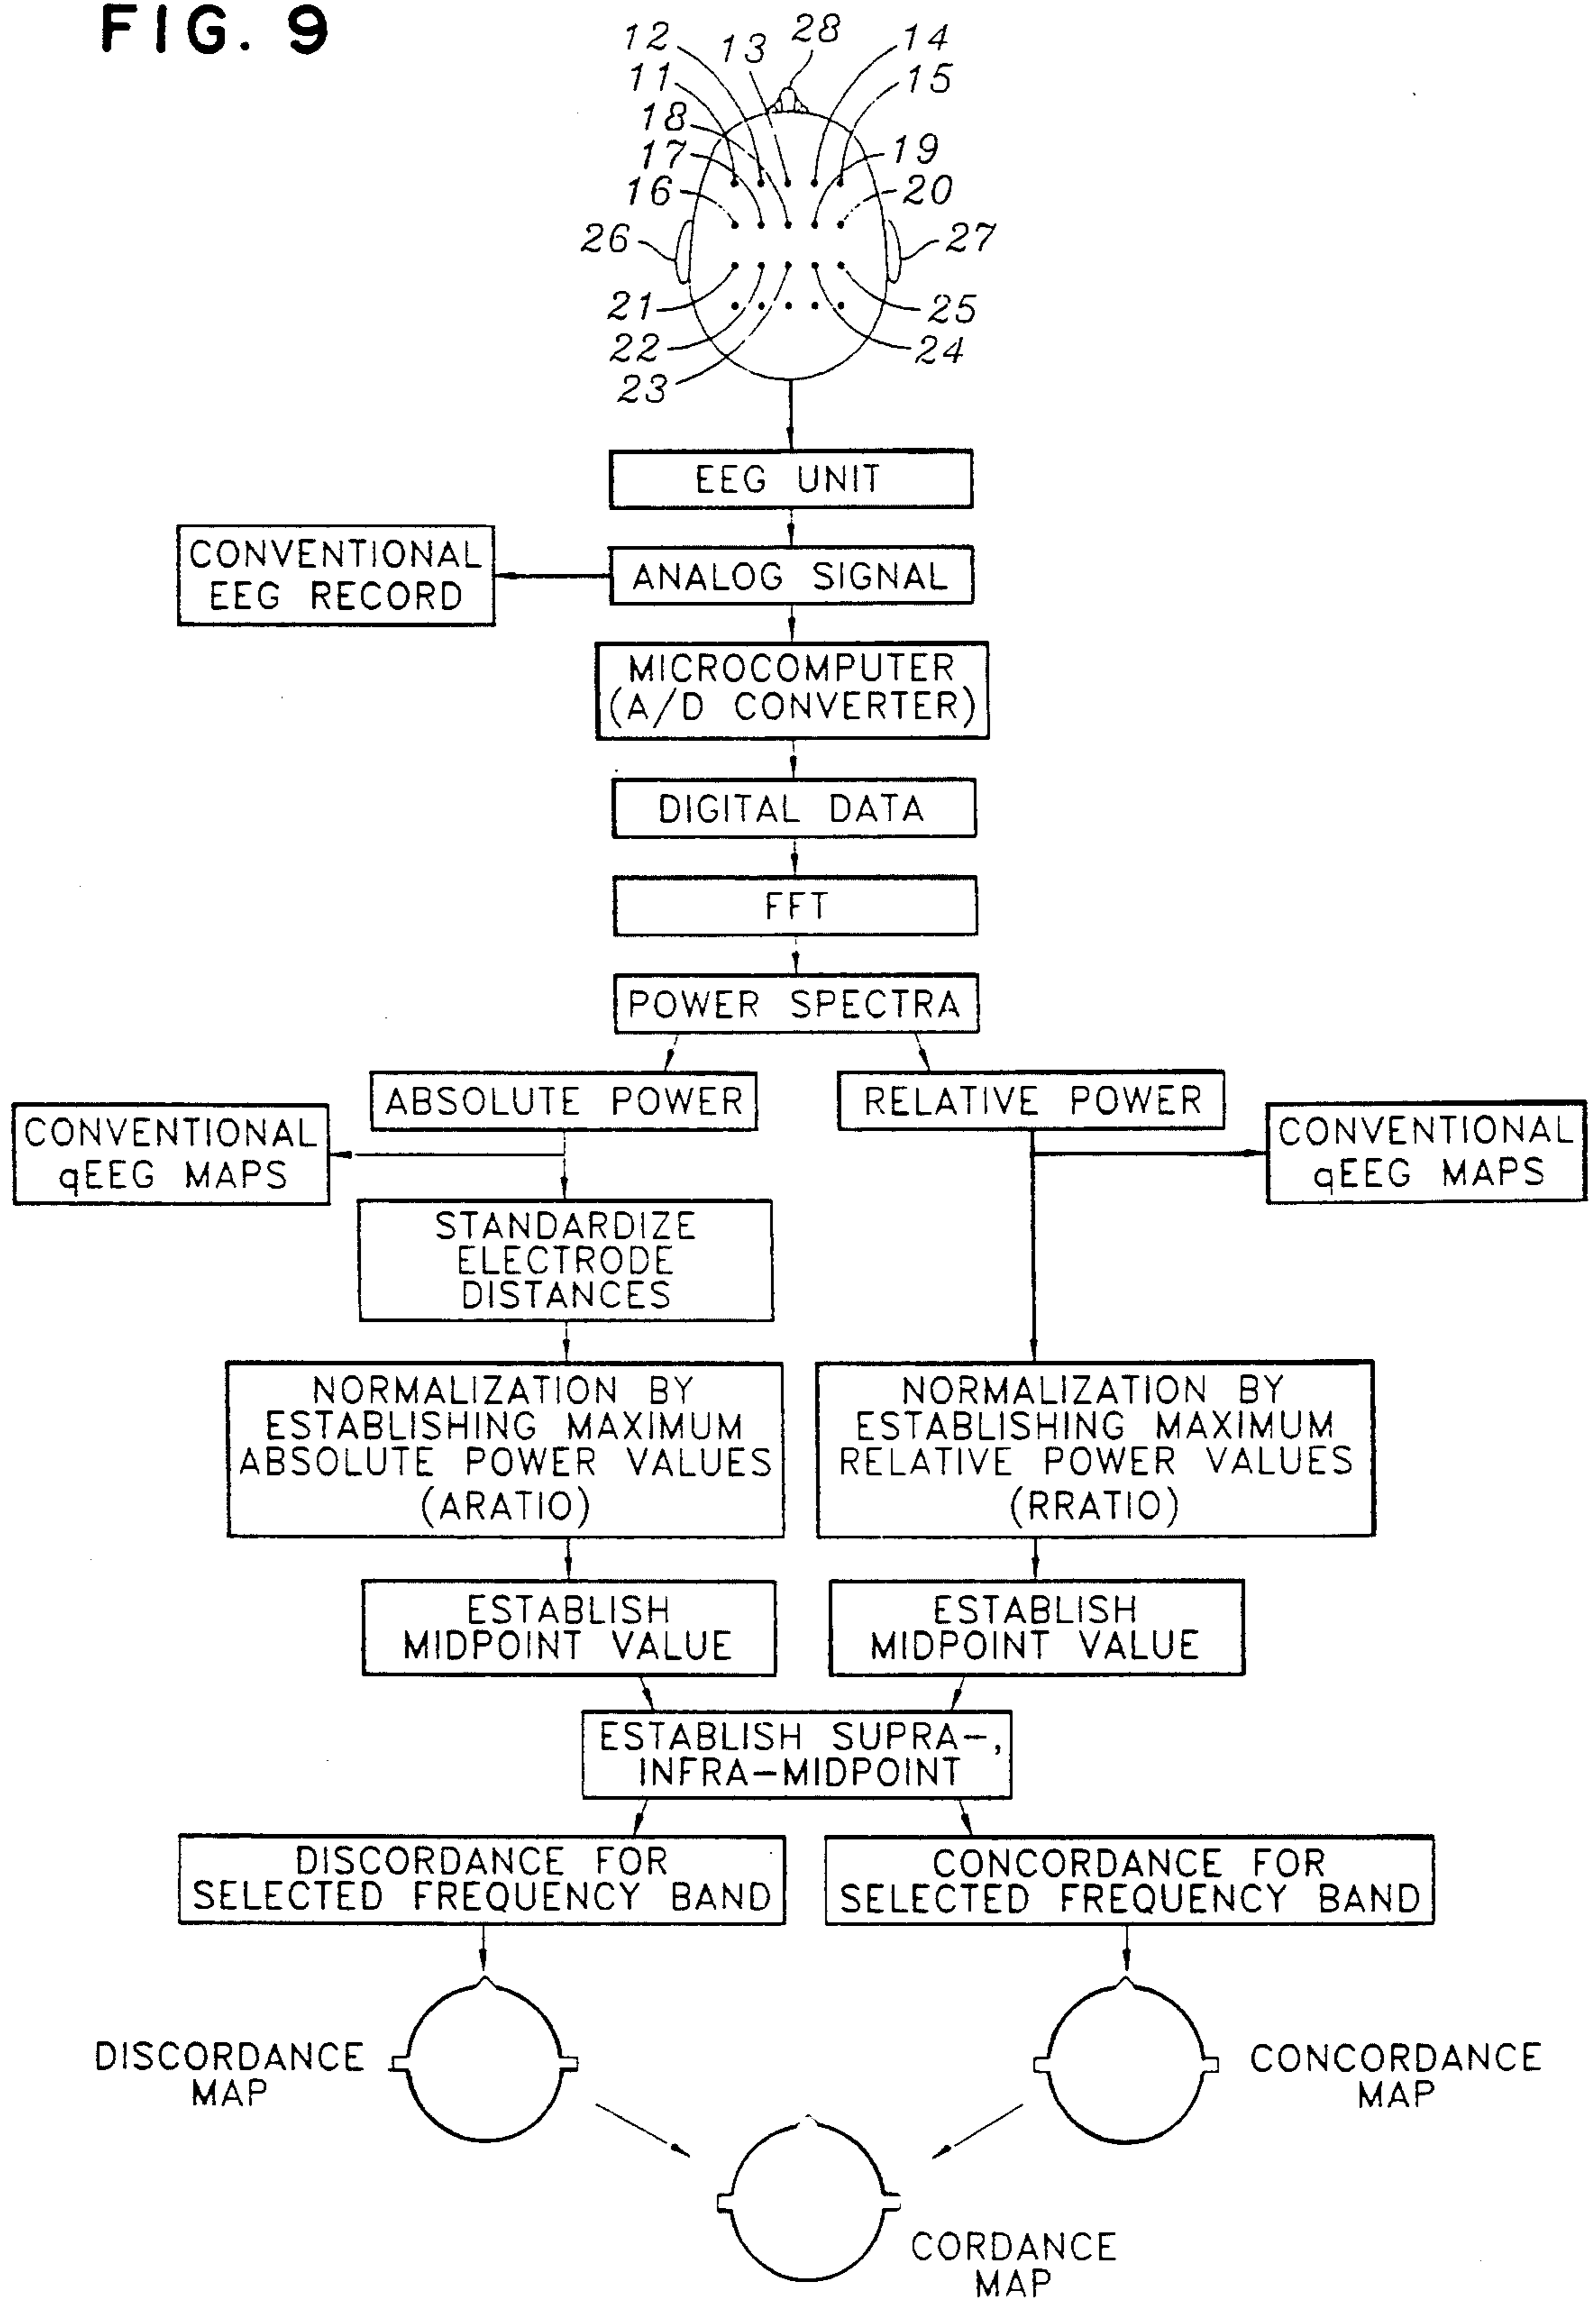 FIG. 9
12 13 28 14
11 15
18
17 19
16 20
26 27
21 25
22 24
23
EEG UNIT
CONVENTIONAL
EEG RECORD
ANALOG SIGNAL
MICROCOMPUTER
(A/D CONVERTER)
DIGITAL DATA
FFT
POWER SPECTRA
ABSOLUTE POWER
RELATIVE POWER
CONVENTIONAL
qEEG MAPS
CONVENTIONAL
qEEG MAPS
STANDARDIZE
ELECTRODE
DISTANCES
NORMALIZATION BY
ESTABLISHING MAXIMUM
ABSOLUTE POWER VALUES
(ARATIO)
NORMALIZATION BY
ESTABLISHING MAXIMUM
RELATIVE POWER VALUES
(RRATIO)
ESTABLISH
MIDPOINT VALUE
ESTABLISH
MIDPOINT VALUE
ESTABLISH SUPRA-,
INFRA-MIDPOINT
DISCORDANCE FOR
SELECTED FREQUENCY BAND
CONCORDANCE FOR
SELECTED FREQUENCY BAND
DISCORDANCE
MAP
CONCORDANCE
MAP
CORDANCE
MAP